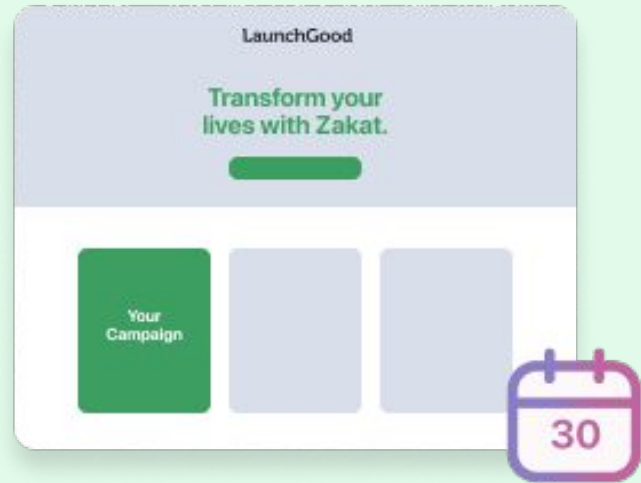 LaunchGood
Transform your
lives with Zakat.
Your
Campaign
30